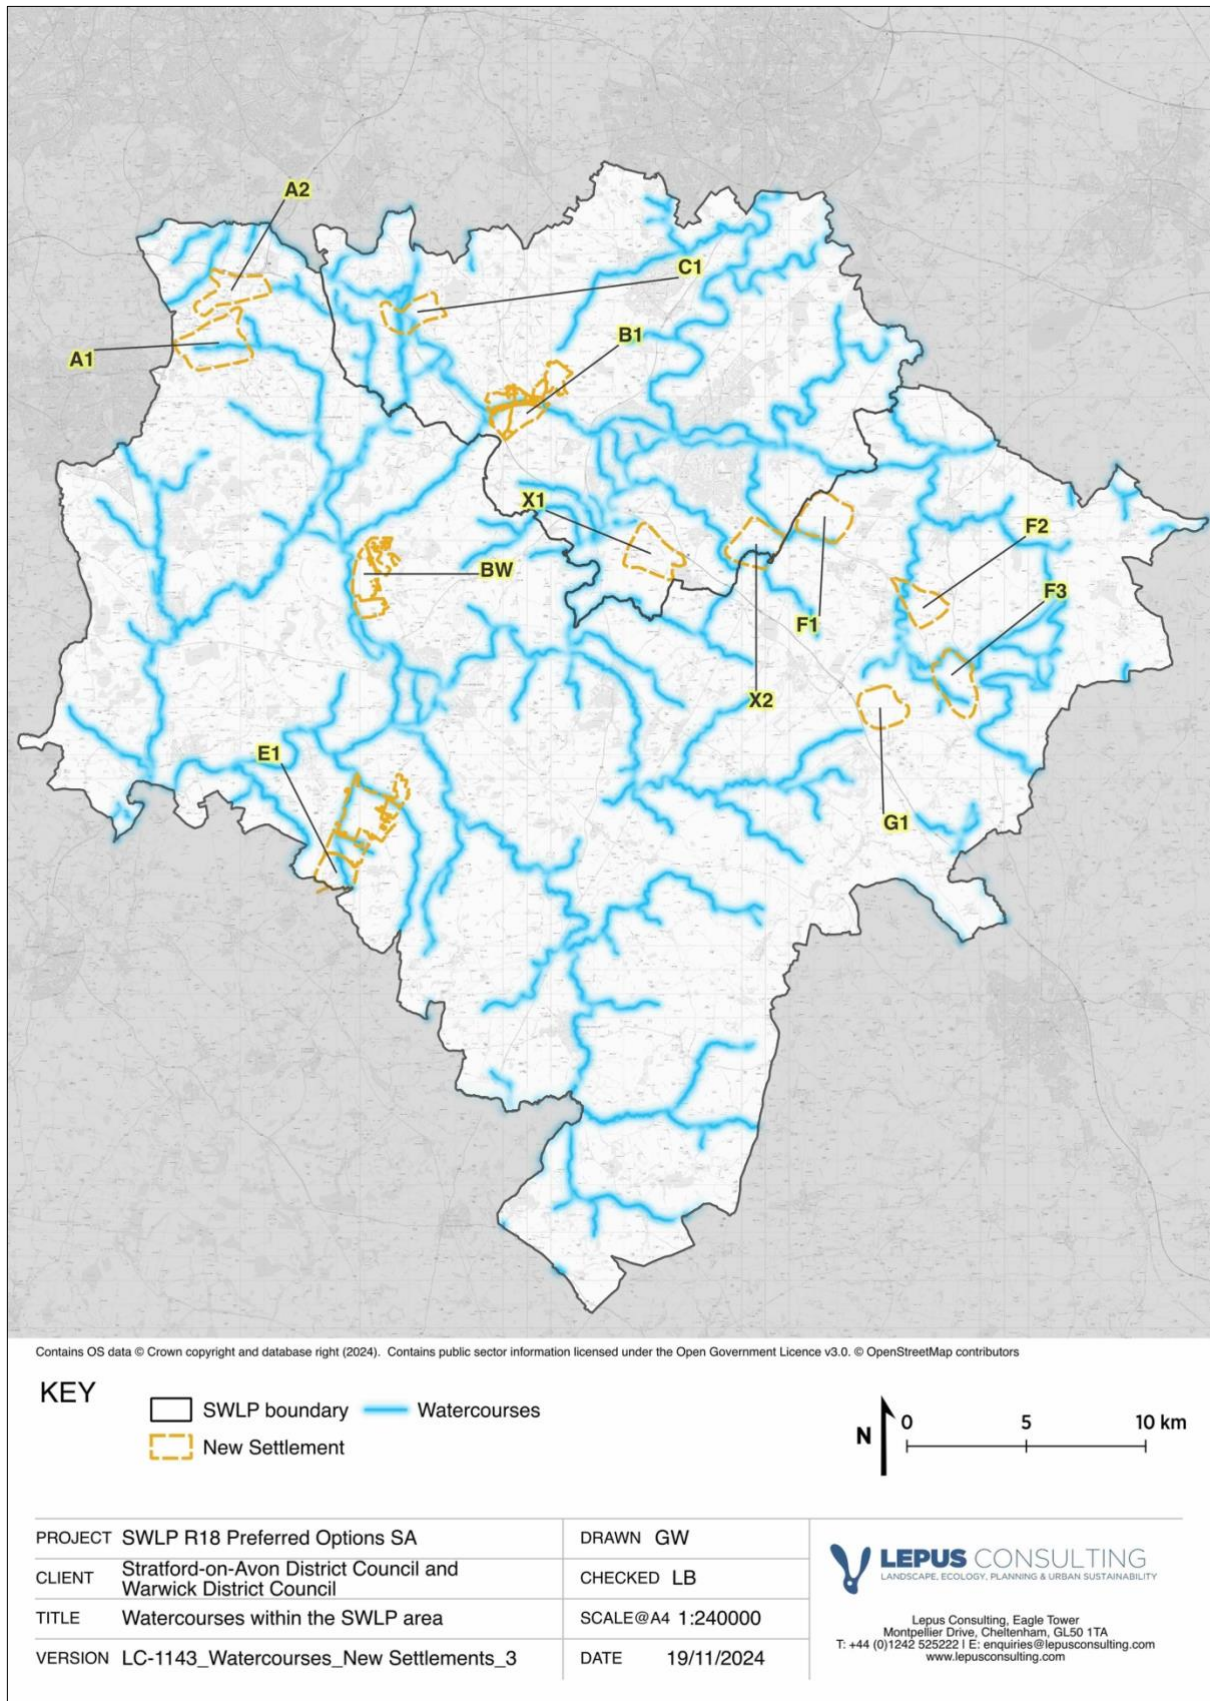 A2
C1
B1
A1
X1
F2
BW
F3
F1
X2
E1
G1
Contains OS data © Crown copyright and database right (2024). Contains public sector information licensed under the Open Government Licence v3.0. © OpenStreetMap contributors
KEY
SWLP boundary
Watercourses
New Settlement
N
0 5 10 km
PROJECT SWLP R18 Preferred Options SA
DRAWN GW
CLIENT Stratford-on-Avon District Council and
Warwick District Council
CHECKED LB
TITLE Watercourses within the SWLP area
SCALE@A4 1:240000
VERSION LC-1143_Watercourses_New Settlements_3
DATE 19/11/2024
LEPUS CONSULTING
LANDSCAPE, ECOLOGY, PLANNING & URBAN SUSTAINABILITY
Lepus Consulting, Eagle Tower
Montpellier Drive, Cheltenham, GL50 1TA
T: +44 (0)1242 525222 | E: enquiries@lepusconsulting.com
www.lepusconsulting.com